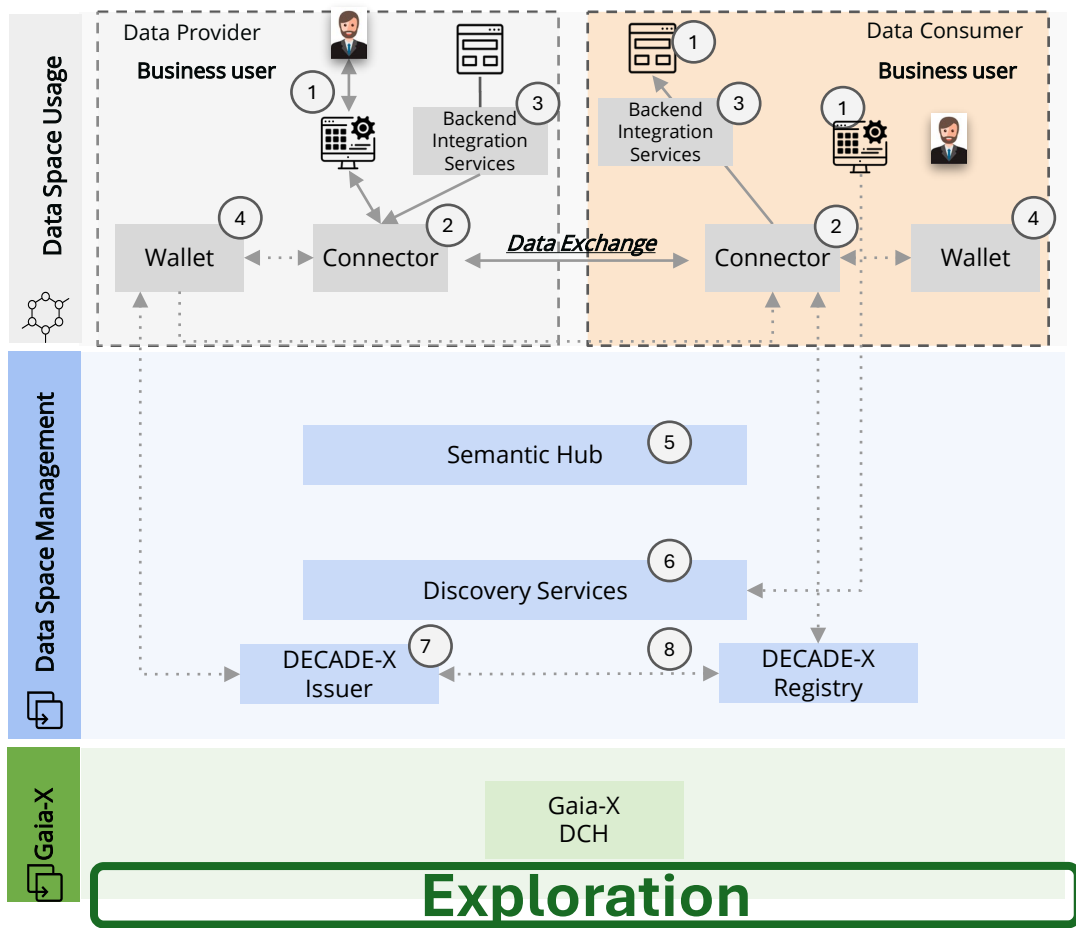 Data Space Usage
Data Provider
Business user
1
3
Backend
Integration
Services
4
Wallet
2
Connector
Data Exchange
Data Consumer
Business user
1
3
Backend
Integration
Services
1
2
Connector
4
Wallet
Data Space Management
5
Semantic Hub
6
Discovery Services
7
DECADE-X
Issuer
8
DECADE-X
Registry
Gaia-X
Gaia-X
DCH
Exploration